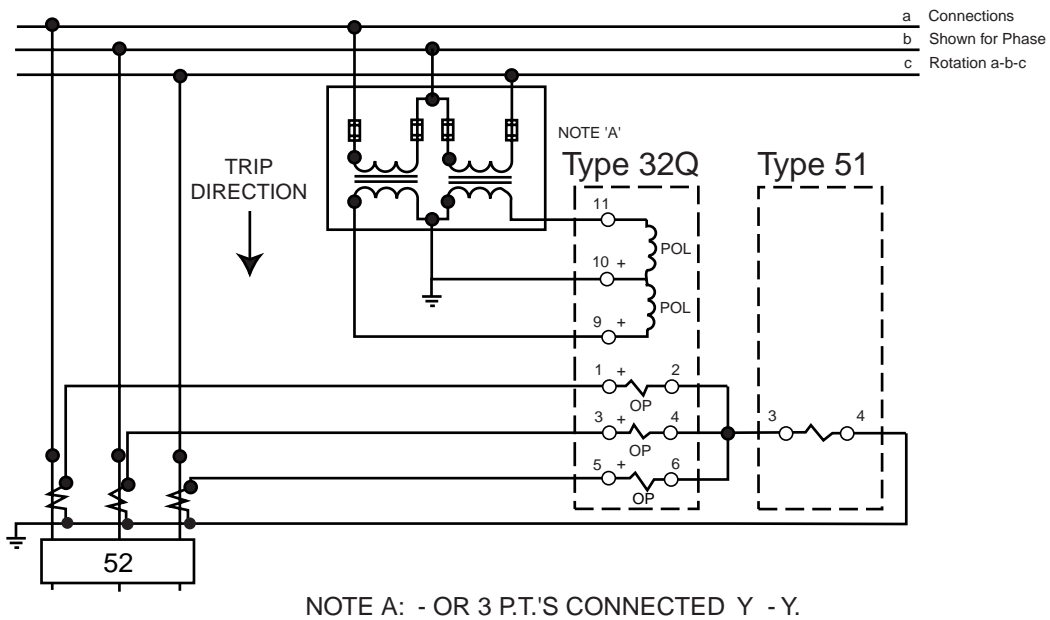 a Connections
b Shown for Phase
c Rotation a-b-c
NOTE 'A'
TRIP
DIRECTION
Type 32Q
Type 51
11
POL
10 +
POL
9 +
1 + 2
OP
3 + 4
OP
5 + 6
OP
3 4
52
NOTE A: - OR 3 P.T.'S CONNECTED Y - Y.